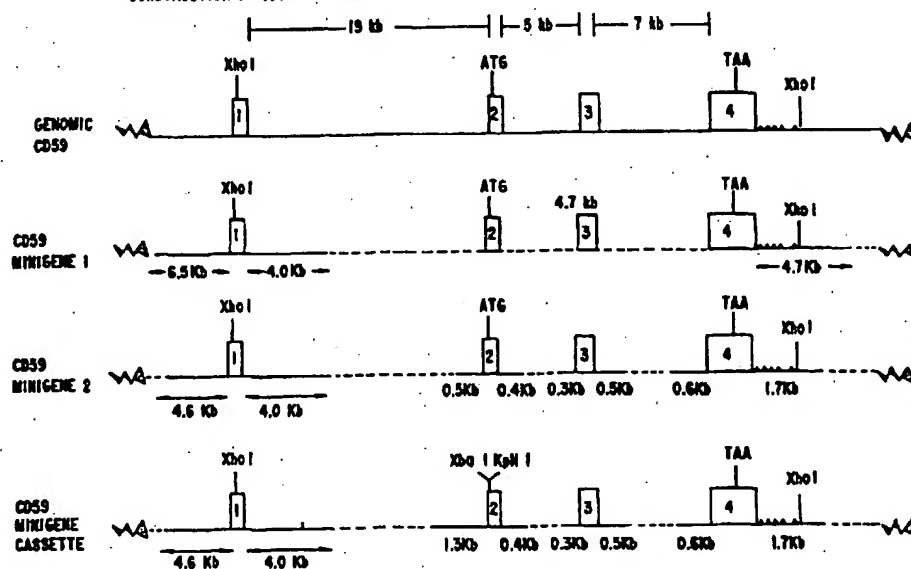 19 kb 5 kb 7 kb
XhoI ATG TAA XhoI
1 2 3 4
GENOMIC
CD59
XhoI ATG 4.7 kb TAA XhoI
1 2 3 4
CD59
MINIGENE 1
6.5Kb 4.0Kb 4.7Kb
XhoI ATG TAA XhoI
1 2 3 4
CD59
MINIGENE 2
4.6 Kb 4.0 Kb 0.5Kb 0.4Kb 0.3Kb 0.5Kb 0.6Kb 1.7Kb
XhoI Xba I KpN I TAA XhoI
1 2 3 4
CD59
MINIGENE
CASSETTE
4.6 Kb 4.0 Kb 1.3Kb 0.4Kb 0.3Kb 0.5Kb 0.6Kb 1.7Kb